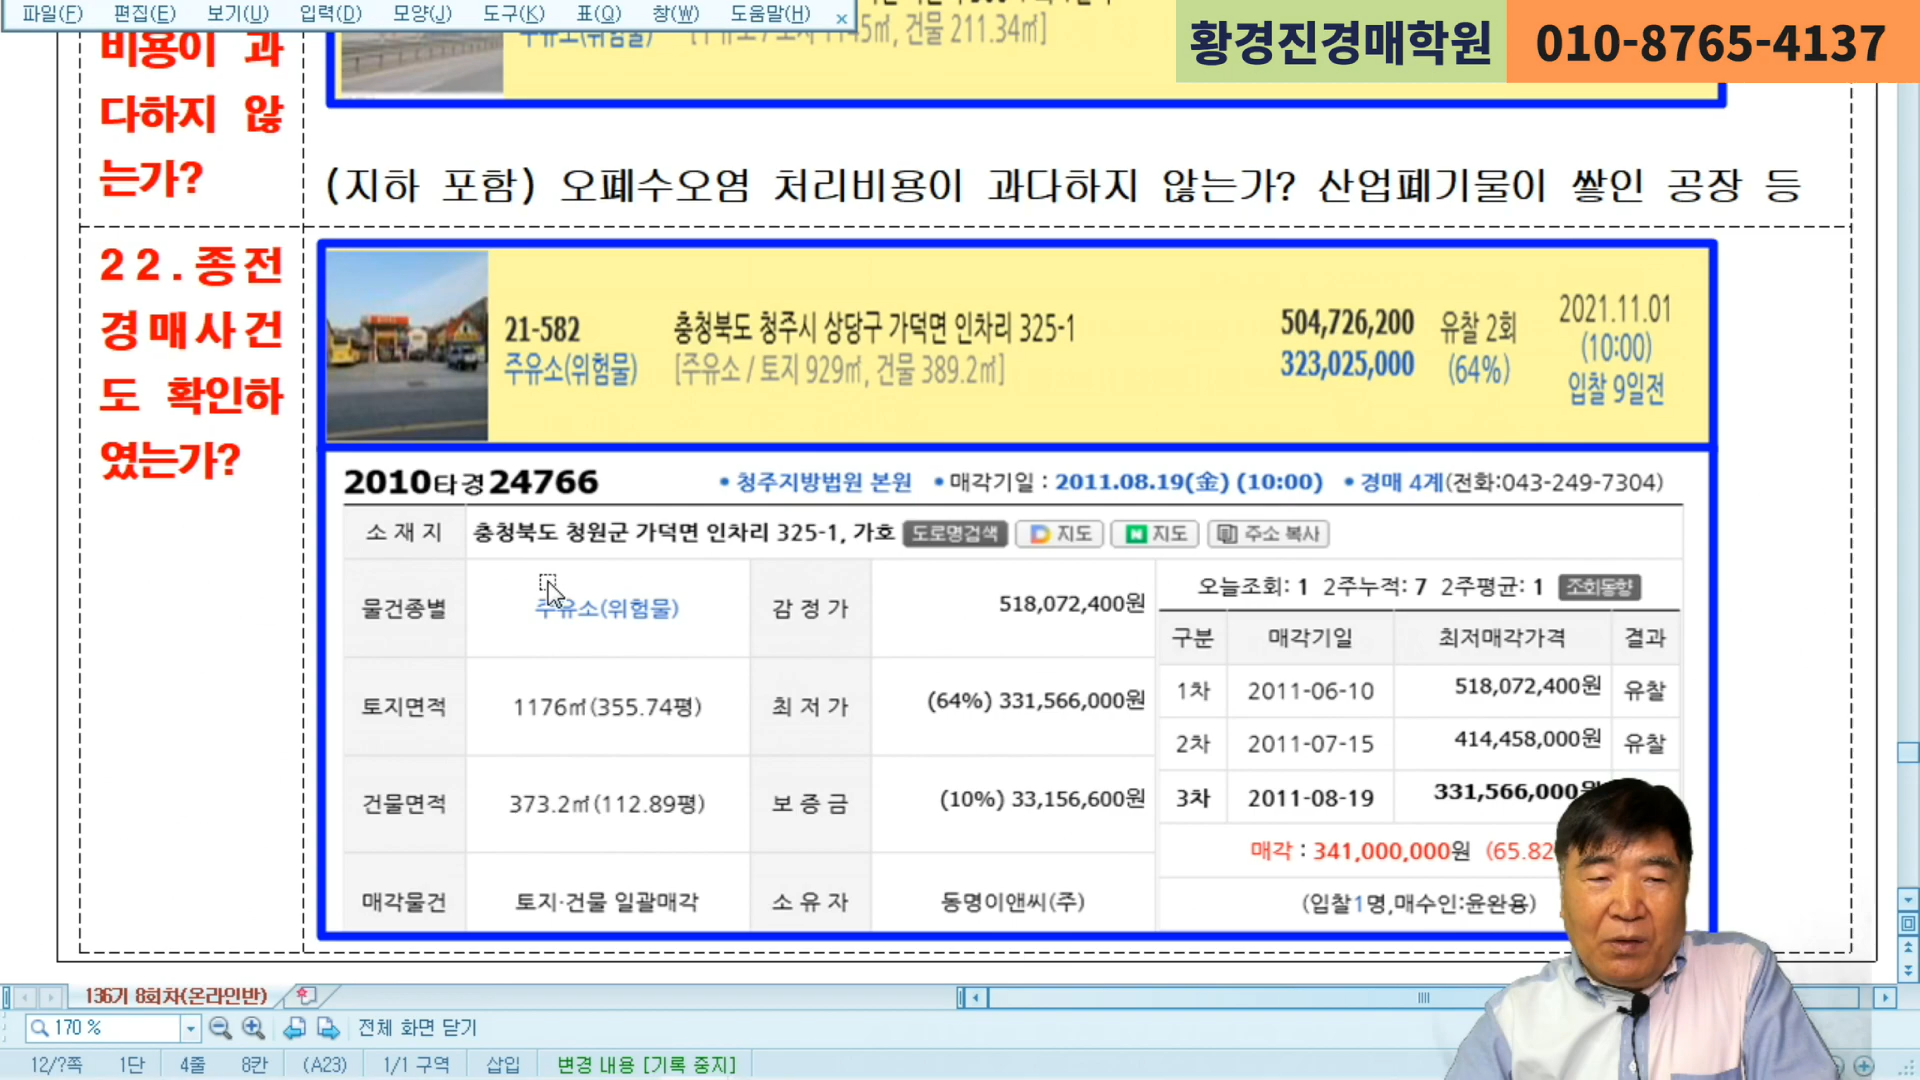 파일(F) 편집(E) 보기(U) 입력(D) 모양(J) 도구(K) 표(Q) 창(W) 도움말(H) ×
황경진경매학원 010-8765-4137
비용이 과
다하지 않
는가?
주유소(위험물) 건물 211.34㎡]
(지하 포함) 오폐수오염 처리비용이 과다하지 않는가? 산업폐기물이 쌓인 공장 등
22.종전
경매사건
도 확인하
였는가?
21-582 충청북도 청주시 상당구 가덕면 인차리 325-1 504,726,200 유찰 2회 2021.11.01
주유소(위험물) [주유소 / 토지 929㎡, 건물 389.2㎡] 323,025,000 (64%) (10:00)
입찰 9일전
2010타경24766 • 청주지방법원 본원 • 매각기일 : 2011.08.19(金) (10:00) • 경매 4계(전화:043-249-7304)
소 재 지 충청북도 청원군 가덕면 인차리 325-1, 가호 도로명검색 D 지도 N 지도 주소 복사
물건종별 주유소(위험물) 감 정 가 518,072,400원 오늘조회: 1 2주누적: 7 2주평균: 1 조회동향
구분 매각기일 최저매각가격 결과
토지면적 1176㎡(355.74평) 최 저 가 (64%) 331,566,000원 1차 2011-06-10 518,072,400원 유찰
2차 2011-07-15 414,458,000원 유찰
건물면적 373.2㎡(112.89평) 보 증 금 (10%) 33,156,600원 3차 2011-08-19 331,566,000원
매각 : 341,000,000원 (65.82
매각물건 토지·건물 일괄매각 소 유 자 동명이앤씨(주) (입찰1명,매수인:윤완용)
136기 8회차(온라인반)
170 % 전체 화면 닫기
12/?쪽 1단 4줄 8칸 (A23) 1/1 구역 삽입 변경 내용 [기록 중지]